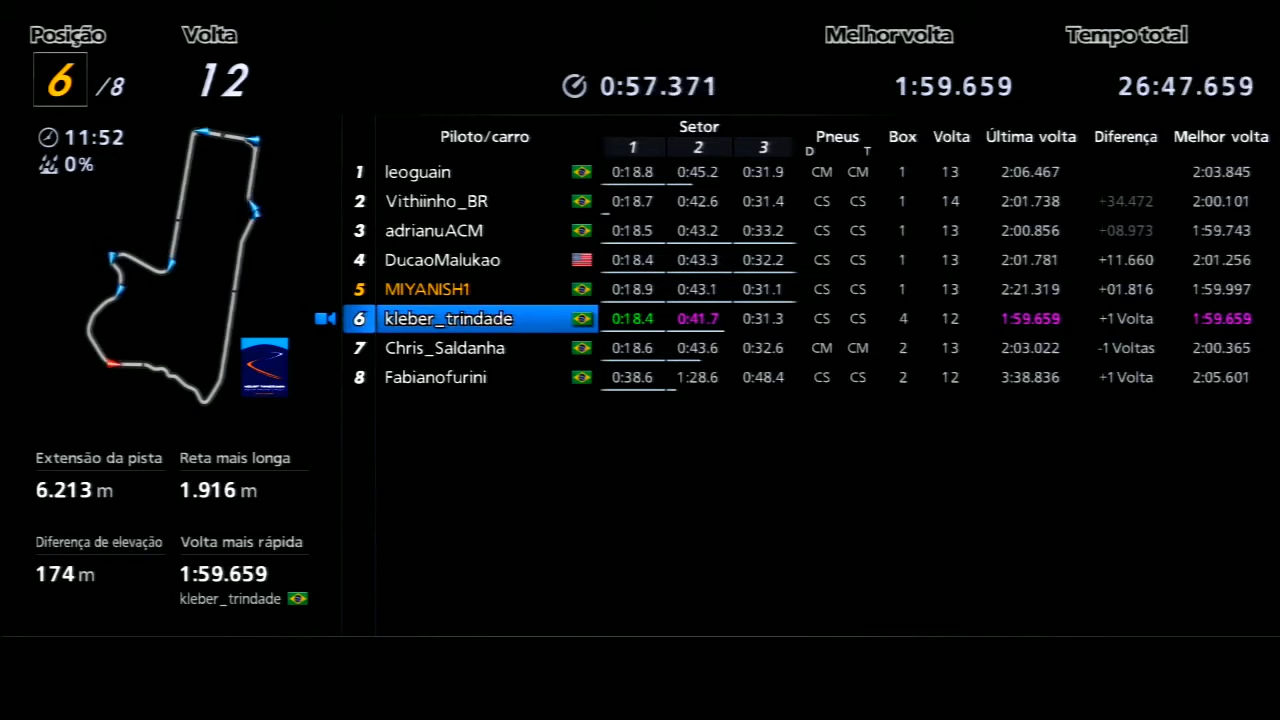 Posição Volta Melhor volta Tempo total
6 /8 12 0:57.371 1:59.659 26:47.659
11:52
0%
Piloto/carro Setor Pneus Box Volta Última volta Diferença Melhor volta
1 2 3 D T
1 leoguain 0:18.8 0:45.2 0:31.9 CM CM 1 13 2:06.467 2:03.845
2 Vithiinho_BR 0:18.7 0:42.6 0:31.4 CS CS 1 14 2:01.738 +34.472 2:00.101
3 adrianuACM 0:18.5 0:43.2 0:33.2 CS CS 1 13 2:00.856 +08.973 1:59.743
4 DucaoMalukao 0:18.4 0:43.3 0:32.2 CS CS 1 13 2:01.781 +11.660 2:01.256
5 MIYANISH1 0:18.9 0:43.1 0:31.1 CS CS 1 13 2:21.319 +01.816 1:59.997
6 kleber_trindade 0:18.4 0:41.7 0:31.3 CS CS 4 12 1:59.659 +1 Volta 1:59.659
7 Chris_Saldanha 0:18.6 0:43.6 0:32.6 CM CM 2 13 2:03.022 -1 Voltas 2:00.365
8 Fabianofurini 0:38.6 1:28.6 0:48.4 CS CS 2 12 3:38.836 +1 Volta 2:05.601
Extensão da pista Reta mais longa
6.213 m 1.916 m
Diferença de elevação Volta mais rápida
174 m 1:59.659
kleber_trindade